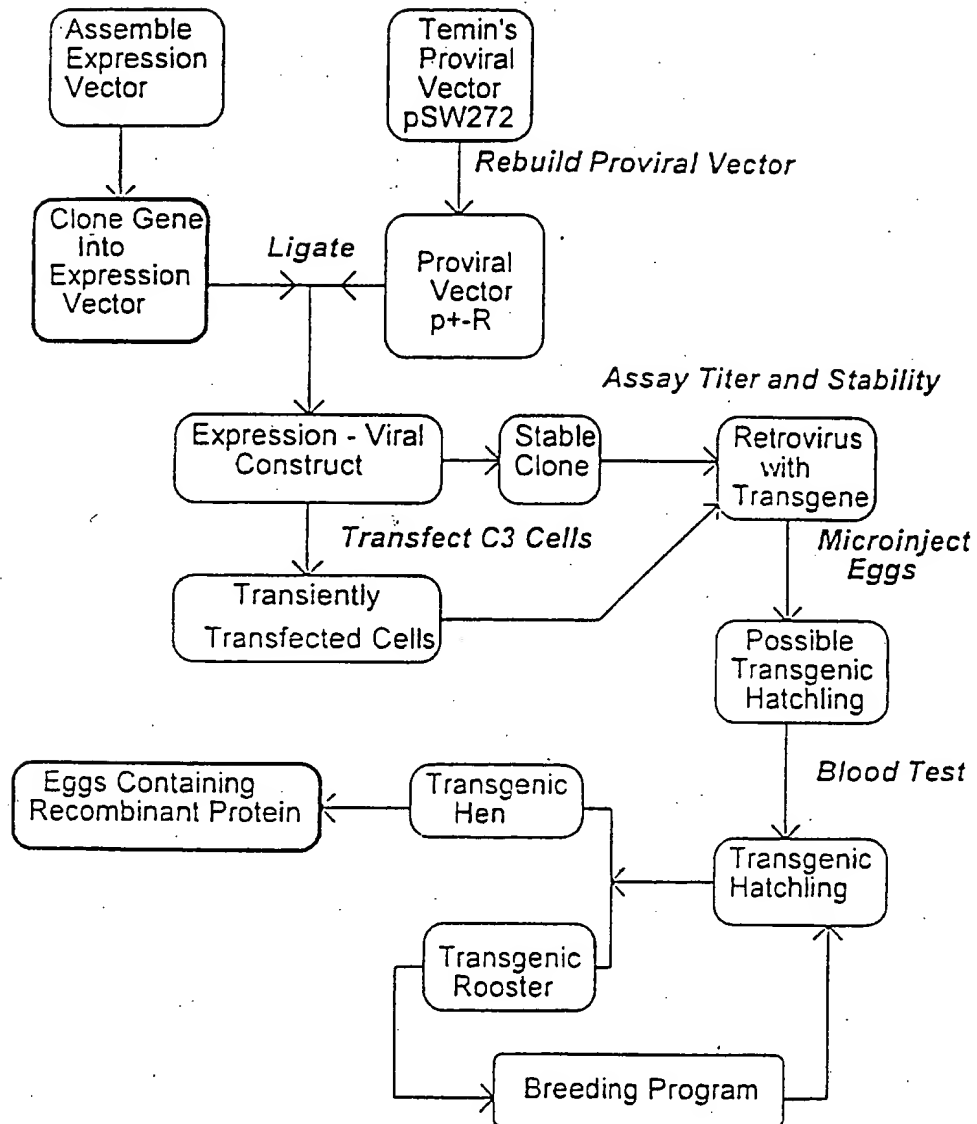 Assemble
Expression
Vector
Temin's
Proviral
Vector
pSW272
Rebuild Proviral Vector
Clone Gene
Into
Expression
Vector
Ligate
Proviral
Vector
p+-R
Assay Titer and Stability
Expression - Viral
Construct
Stable
Clone
Retrovirus
with
Transgene
Transfect C3 Cells
Microinject
Eggs
Transiently
Transfected Cells
Possible
Transgenic
Hatchling
Blood Test
Eggs Containing
Recombinant Protein
Transgenic
Hen
Transgenic
Hatchling
Transgenic
Rooster
Breeding Program